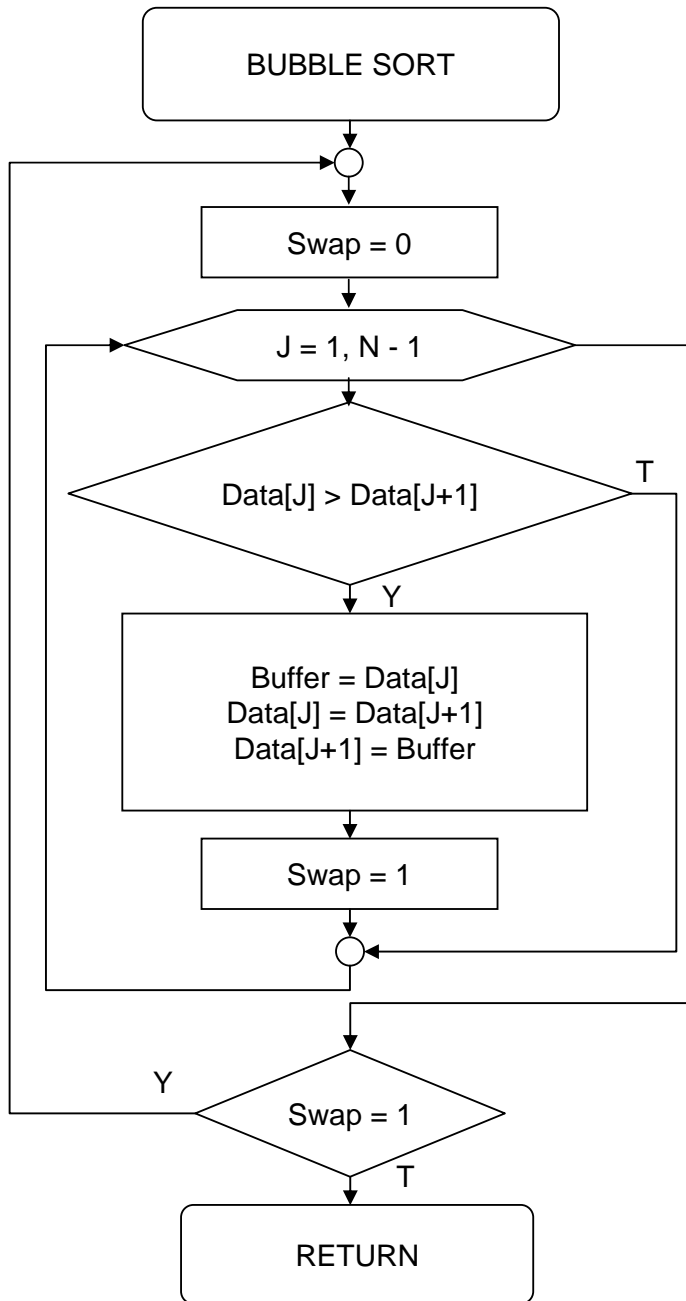 BUBBLE SORT
Swap = 0
J = 1, N - 1
Data[J] > Data[J+1]
T
Y
Buffer = Data[J]
Data[J] = Data[J+1]
Data[J+1] = Buffer
Swap = 1
Y
Swap = 1
T
RETURN